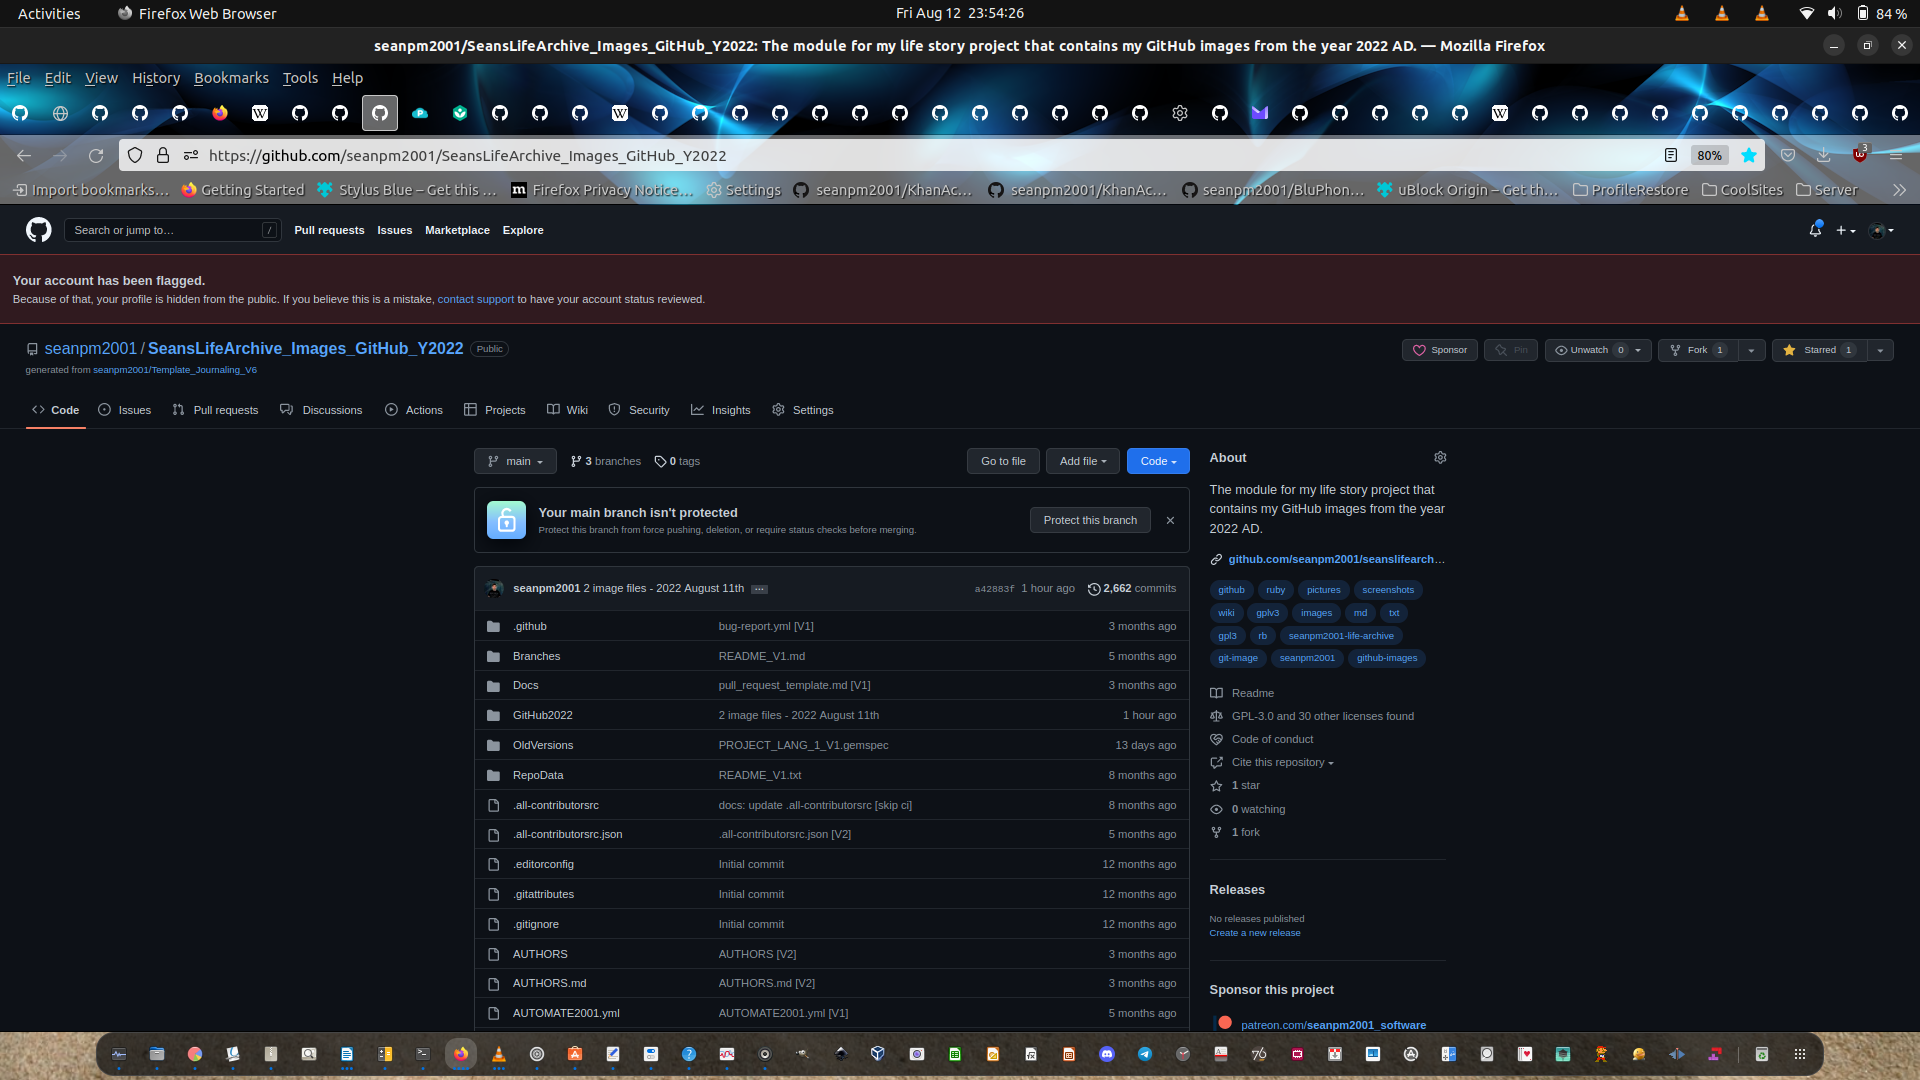 Activities
Firefox Web Browser
Fri Aug 12 23:54:26
84 %
seanpm2001/SeansLifeArchive_Images_GitHub_Y2022: The module for my life story project that contains my GitHub images from the year 2022 AD. — Mozilla Firefox
File Edit View History Bookmarks Tools Help
https://github.com/seanpm2001/SeansLifeArchive_Images_GitHub_Y2022
80%
3
Import bookmarks… Getting Started Stylus Blue – Get this … Firefox Privacy Notice… Settings seanpm2001/KhanAc… seanpm2001/KhanAc… seanpm2001/BluPhon… uBlock Origin – Get th… ProfileRestore CoolSites Server
Search or jump to… /
Pull requests Issues Marketplace Explore
Your account has been flagged.
Because of that, your profile is hidden from the public. If you believe this is a mistake, contact support to have your account status reviewed.
seanpm2001 / SeansLifeArchive_Images_GitHub_Y2022 Public
Sponsor Pin Unwatch 0 Fork 1 Starred 1
generated from seanpm2001/Template_Journaling_V6
Code Issues Pull requests Discussions Actions Projects Wiki Security Insights Settings
main 3 branches 0 tags Go to file Add file Code
Your main branch isn't protected
Protect this branch from force pushing, deletion, or require status checks before merging.
Protect this branch
seanpm2001 2 image files - 2022 August 11th … a42883f 1 hour ago 2,662 commits
.github bug-report.yml [V1] 3 months ago
Branches README_V1.md 5 months ago
Docs pull_request_template.md [V1] 3 months ago
GitHub2022 2 image files - 2022 August 11th 1 hour ago
OldVersions PROJECT_LANG_1_V1.gemspec 13 days ago
RepoData README_V1.txt 8 months ago
.all-contributorsrc docs: update .all-contributorsrc [skip ci] 8 months ago
.all-contributorsrc.json .all-contributorsrc.json [V2] 5 months ago
.editorconfig Initial commit 12 months ago
.gitattributes Initial commit 12 months ago
.gitignore Initial commit 12 months ago
AUTHORS AUTHORS [V2] 3 months ago
AUTHORS.md AUTHORS.md [V2] 3 months ago
AUTOMATE2001.yml AUTOMATE2001.yml [V1] 5 months ago
About
The module for my life story project that
contains my GitHub images from the year
2022 AD.
github.com/seanpm2001/seanslifearch…
github ruby pictures screenshots
wiki gplv3 images md txt
gpl3 rb seanpm2001-life-archive
git-image seanpm2001 github-images
Readme
GPL-3.0 and 30 other licenses found
Code of conduct
Cite this repository
1 star
0 watching
1 fork
Releases
No releases published
Create a new release
Sponsor this project
patreon.com/seanpm2001_software